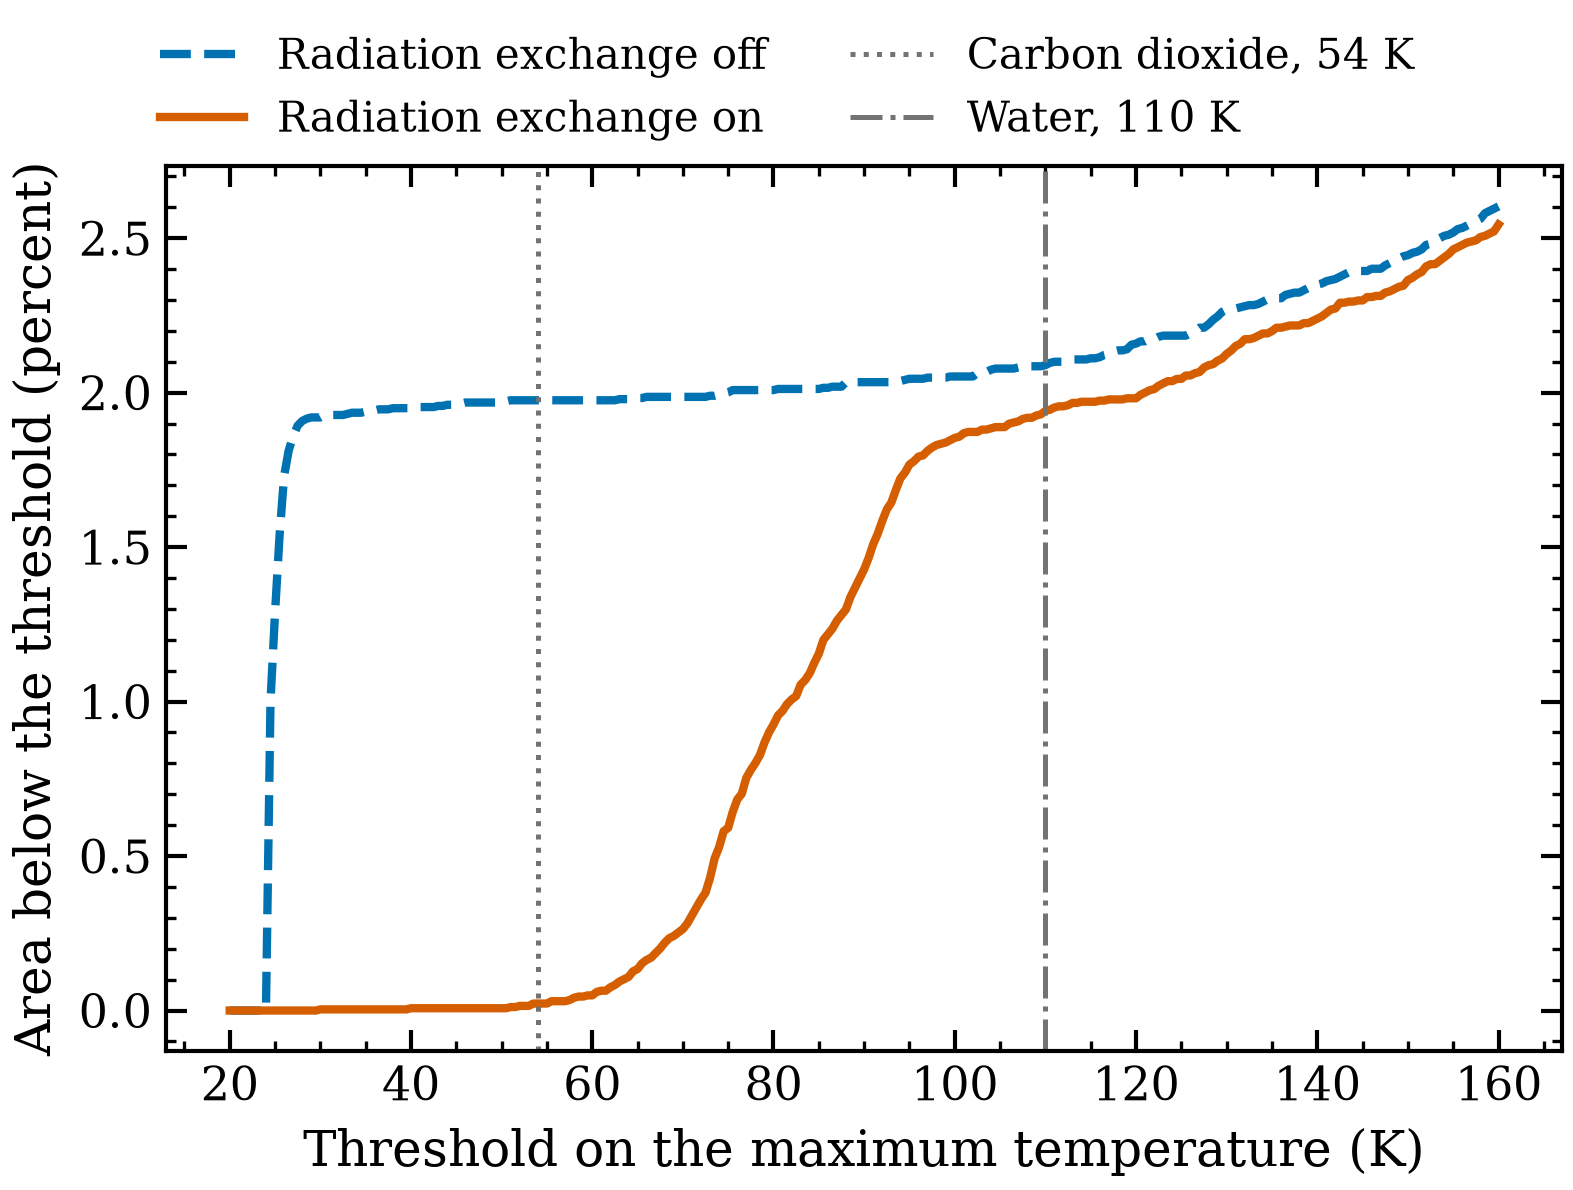 Radiation exchange off
Radiation exchange on
Carbon dioxide, 54 K
Water, 110 K
Area below the threshold (percent)
2.5
2.0
1.5
1.0
0.5
0.0
20 40 60 80 100 120 140 160
Threshold on the maximum temperature (K)